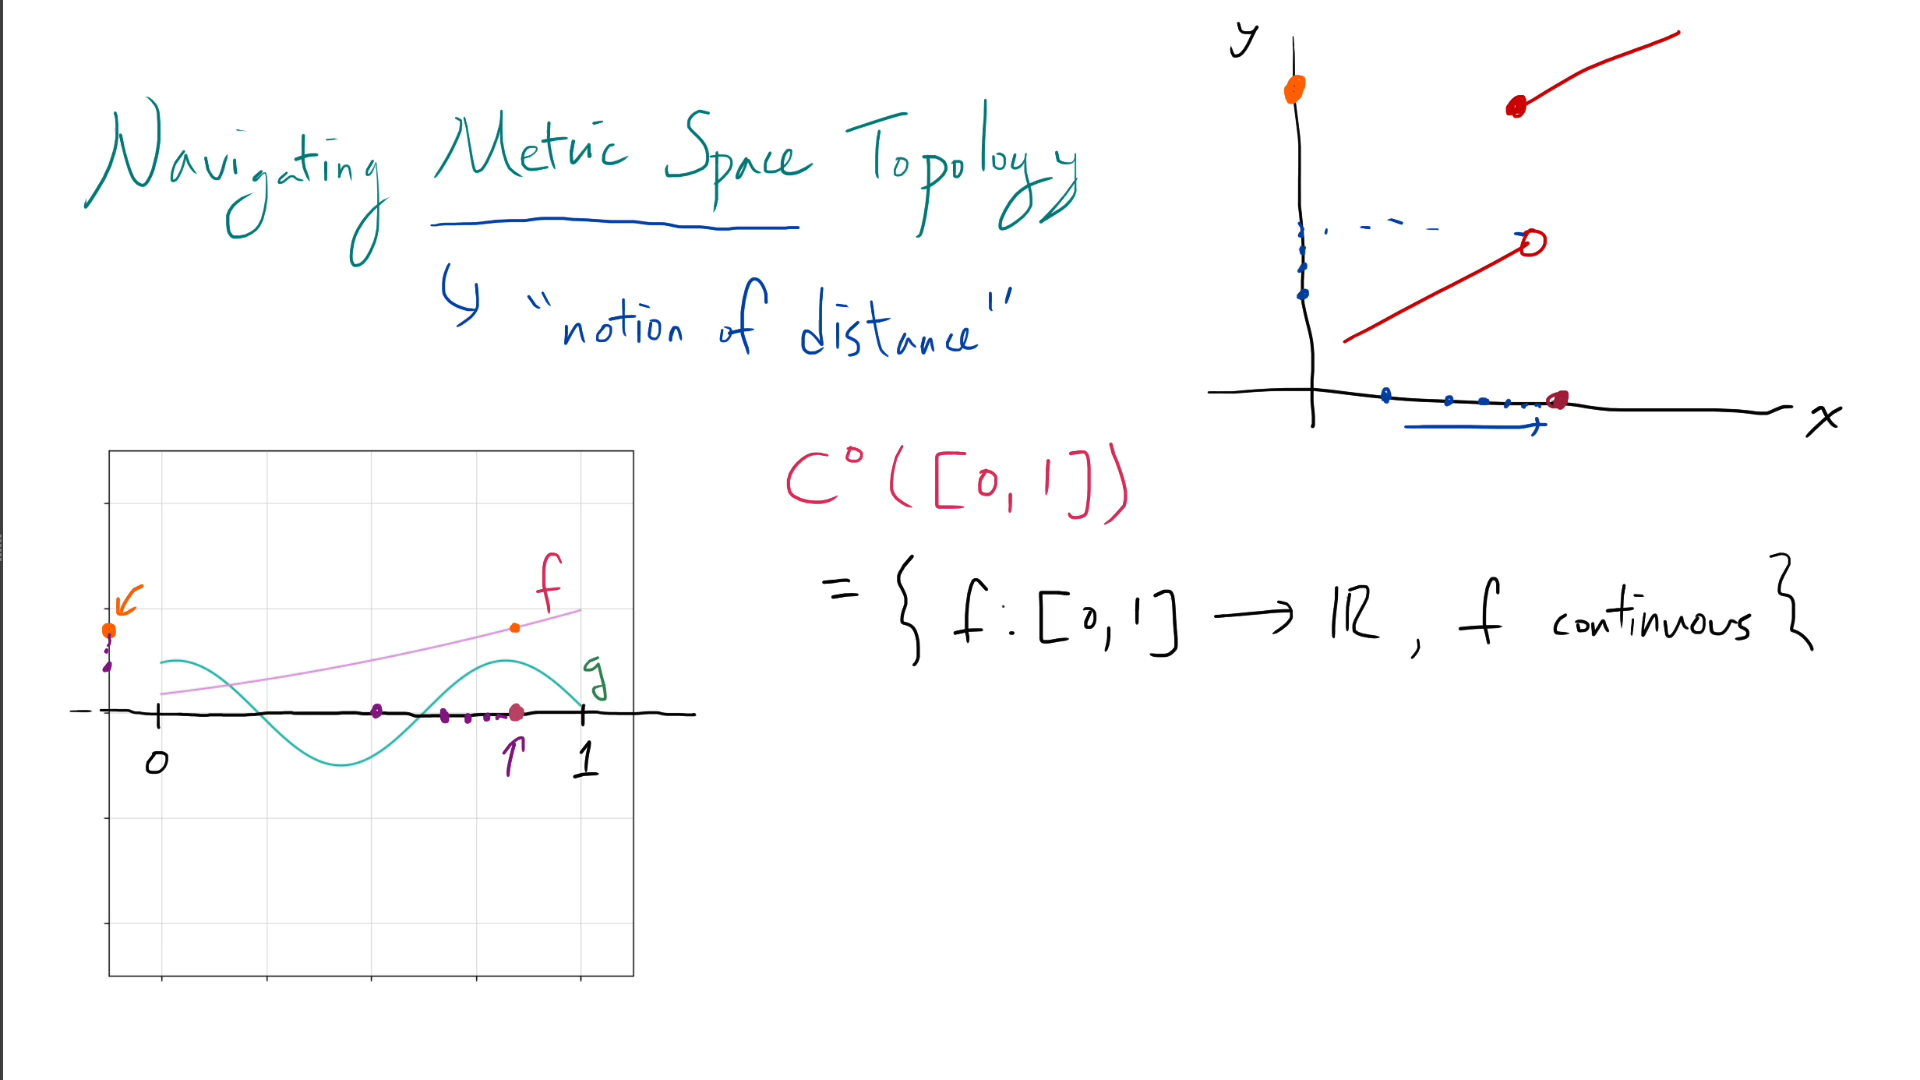 Navigating Metric Space Topology
"notion of distance"
y
x
C⁰([0, 1])
= { f: [0, 1] → ℝ, f continuous }
f
g
0
1